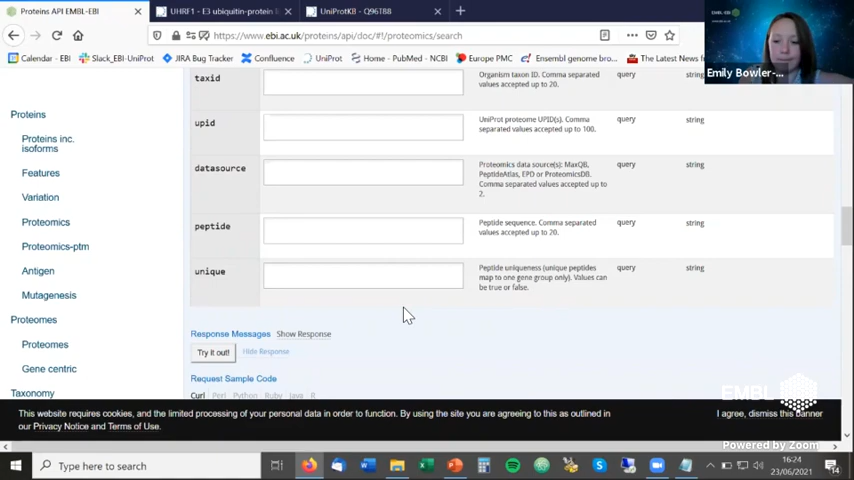 Proteins API EMBL-EBI
UHRF1 - E3 ubiquitin-protein
UniProtKB - Q96T88
https://www.ebi.ac.uk/proteins/api/doc/#!/proteomics/search
Calendar - EBI
Slack_EBI-UniProt
JIRA Bug Tracker
Confluence
UniProt
Home - PubMed - NCBI
Europe PMC
Ensembl genome bro...
The Latest News f
Emily Bowler-...
Proteins
Proteins inc.
isoforms
Features
Variation
Proteomics
Proteomics-ptm
Antigen
Mutagenesis
Proteomes
Proteomes
Gene centric
Taxonomy
taxid
Organism taxon ID. Comma separated
values accepted up to 20.
query
string
upid
UniProt proteome UPID(s). Comma
separated values accepted up to 100.
query
string
datasource
Proteomics data source(s): MaxQB,
PeptideAtlas, EPD or ProteomicsDB.
Comma separated values accepted up to
2.
query
string
peptide
Peptide sequence. Comma separated
values accepted up to 20.
query
string
unique
Peptide uniqueness (unique peptides
map to one gene group only). Values can
be true or false.
query
string
Response Messages Show Response
Try it out! Hide Response
Request Sample Code
Curl Perl Python Ruby Java R
This website requires cookies, and the limited processing of your personal data in order to function. By using the site you are agreeing to this as outlined in
our Privacy Notice and Terms of Use.
I agree, dismiss this banner
EMBL
Powered by Zoom
Type here to search
16:24
23/06/2021
14